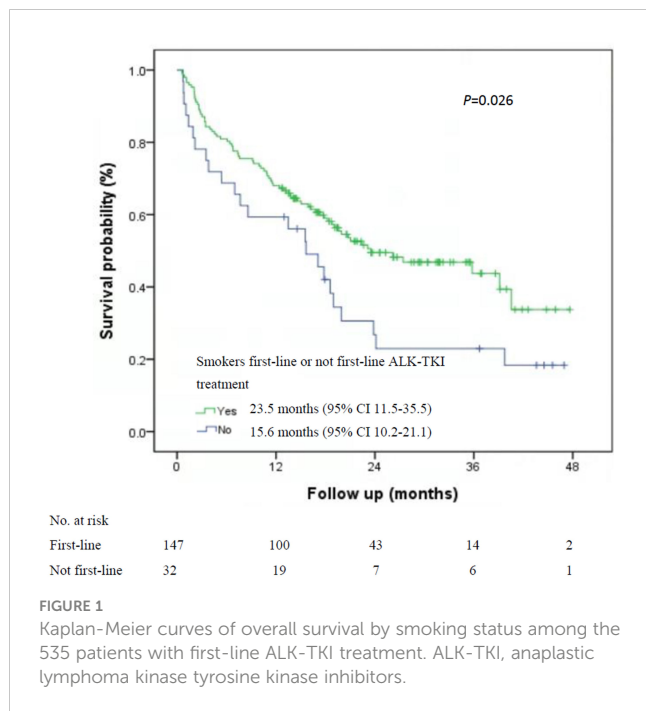 1.0
0.8
0.6
0.4
0.2
0.0
Survival probability (%)
P=0.026
Smokers first-line or not first-line ALK-TKI
treatment
Yes 23.5 months (95% CI 11.5-35.5)
No 15.6 months (95% CI 10.2-21.1)
0 12 24 36 48
Follow up (months)
No. at risk
First-line 147 100 43 14 2
Not first-line 32 19 7 6 1
FIGURE 1
Kaplan-Meier curves of overall survival by smoking status among the
535 patients with first-line ALK-TKI treatment. ALK-TKI, anaplastic
lymphoma kinase tyrosine kinase inhibitors.